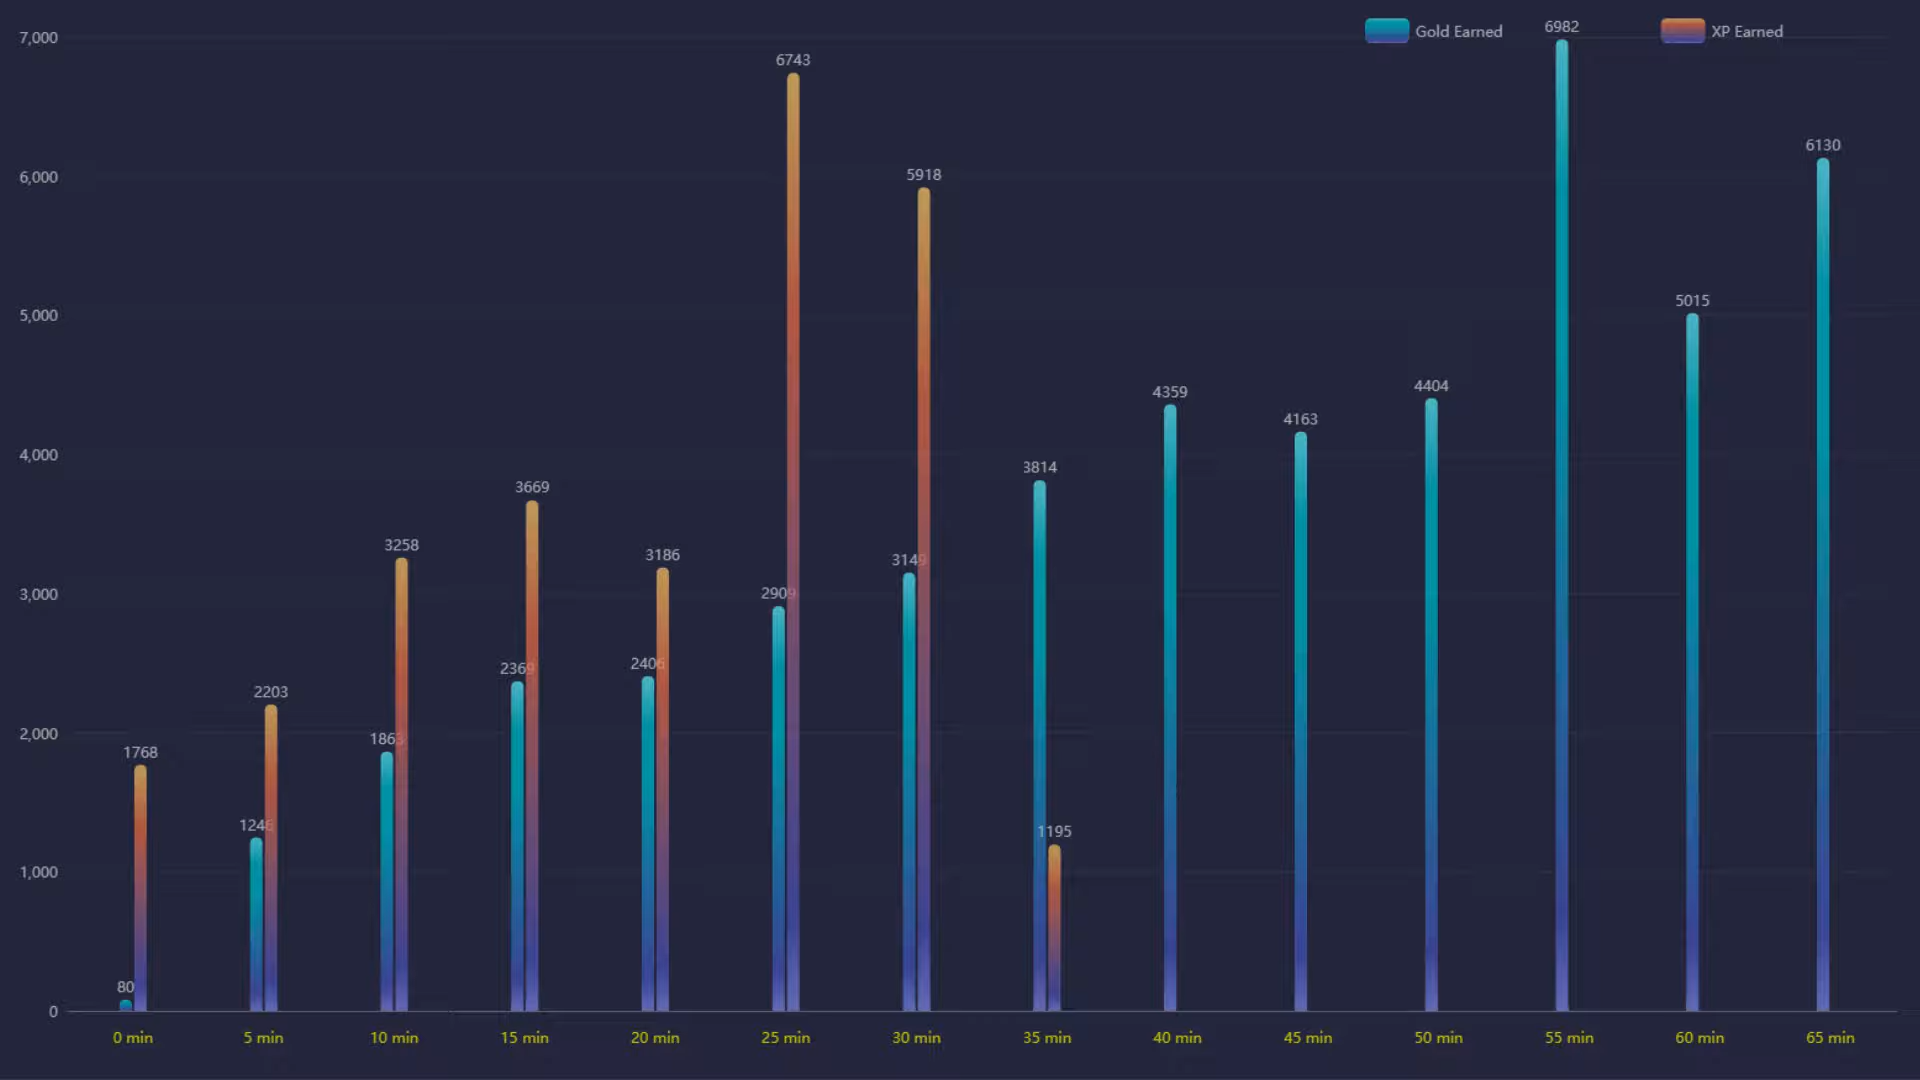 Gold Earned
XP Earned
7,000
6,000
5,000
4,000
3,000
2,000
1,000
0
80
1768
1246
2203
1863
3258
2369
3669
2406
3186
2909
6743
3149
5918
3814
1195
4359
4163
4404
6982
5015
6130
0 min
5 min
10 min
15 min
20 min
25 min
30 min
35 min
40 min
45 min
50 min
55 min
60 min
65 min